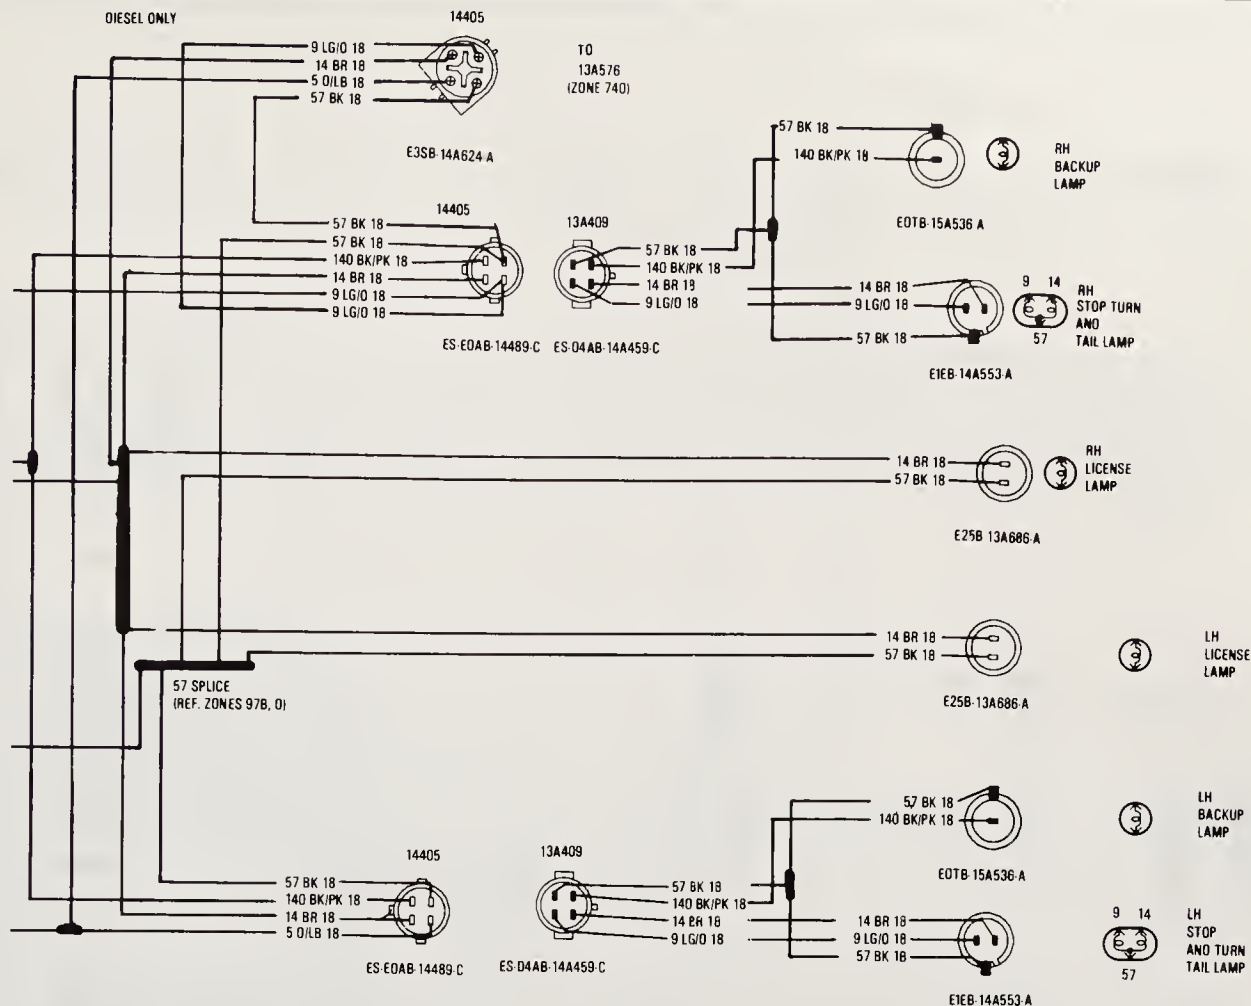 DIESEL ONLY
14405
9 LG/O 18
14 BR 18
5 O/LB 18
57 BK 18
TO
13A576
(ZONE 740)
E3SB-14A624-A
57 BK 18
140 BK/PK 18
RH
BACKUP
LAMP
EOTB-15A536 A
14405
57 BK 18
57 BK 18
140 BK/PK 18
14 BR 18
9 LG/O 18
9 LG/O 18
13A409
57 BK 18
140 BK/PK 18
14 BR 18
9 LG/O 18
ES-EOAB-14489-C
ES-D4AB-14A459-C
14 BR 18
9 LG/O 18
57 BK 18
9 14
57
RH
STOP TURN
AND
TAIL LAMP
E1EB-14A553-A
14 BR 18
57 BK 18
RH
LICENSE
LAMP
E25B 13A686-A
14 BR 18
57 BK 18
LH
LICENSE
LAMP
E25B-13A686-A
57 SPLICE
(REF. ZONES 97B, D)
57 BK 18
140 BK/PK 18
LH
BACKUP
LAMP
EOTB-15A536-A
14405
57 BK 18
140 BK/PK 18
14 BR 18
5 O/LB 18
13A409
57 BK 18
140 BK/PK 18
14 BR 18
9 LG/O 18
ES-EOAB-14489-C
ES-D4AB-14A459-C
14 BR 18
9 LG/O 18
57 BK 18
9 14
57
LH
STOP
AND TURN
TAIL LAMP
E1EB-14A553-A